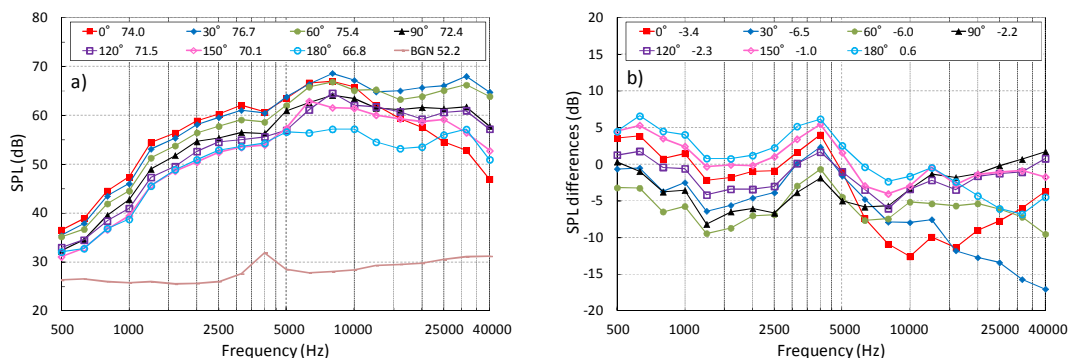 0° 74.0 30° 76.7 60° 75.4 90° 72.4
120° 71.5 150° 70.1 180° 66.8 BGN 52.2
a)
80
70
60
50
40
30
20
SPL (dB)
500 1000 2500 5000 10000 25000 40000
Frequency (Hz)
0° -3.4 30° -6.5 60° -6.0 90° -2.2
120° -2.3 150° -1.0 180° 0.6
b)
20
15
10
5
0
-5
-10
-15
-20
SPL differences (dB)
500 1000 2500 5000 10000 25000 40000
Frequency (Hz)